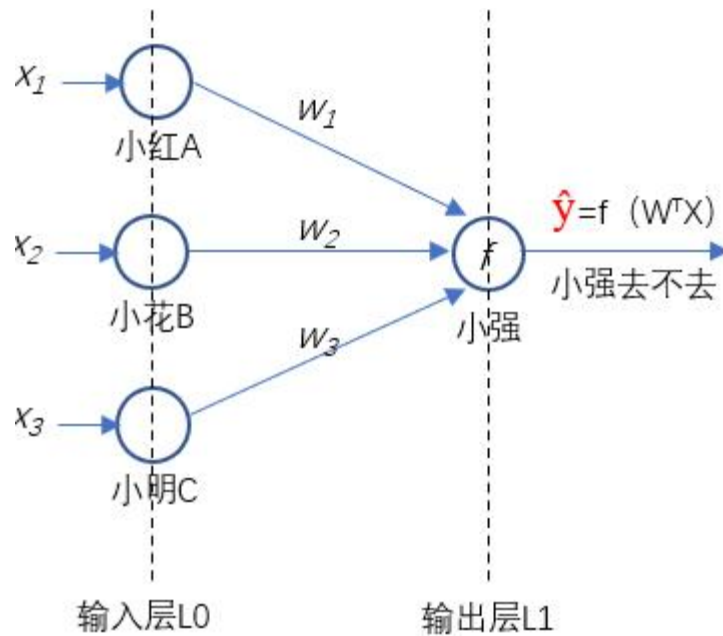 x₁
小红A
w₁
x₂
小花B
w₂
f
小强
ŷ=f（WᵀX）
小强去不去
x₃
小明C
w₃
输入层L0
输出层L1